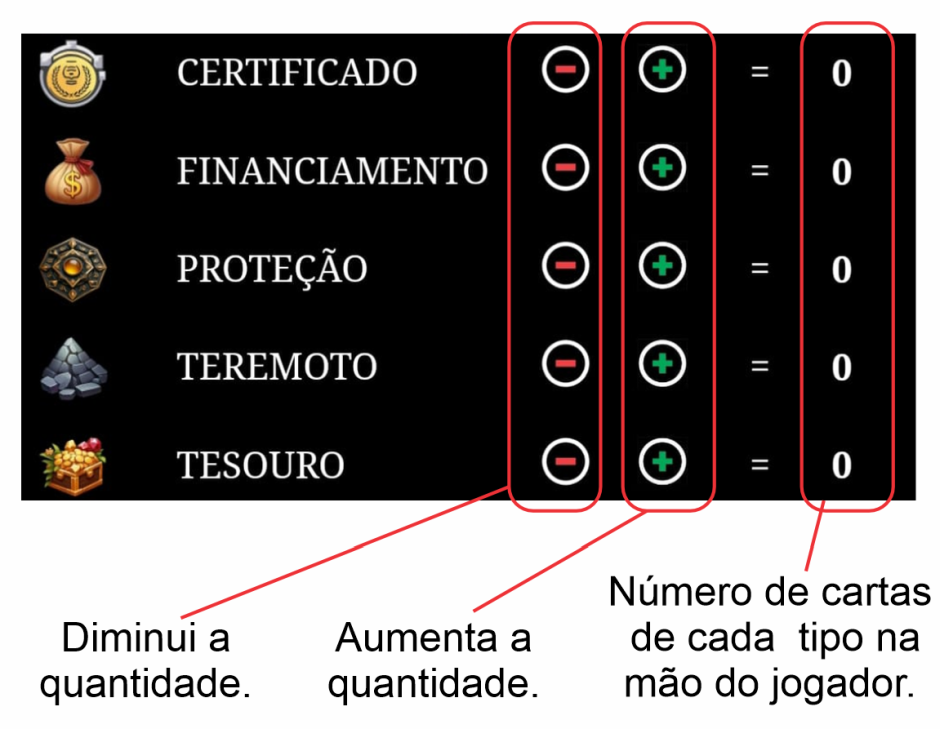 CERTIFICADO = 0
FINANCIAMENTO = 0
PROTEÇÃO = 0
TEREMOTO = 0
TESOURO = 0
Diminui a
quantidade.
Aumenta a
quantidade.
Número de cartas
de cada tipo na
mão do jogador.